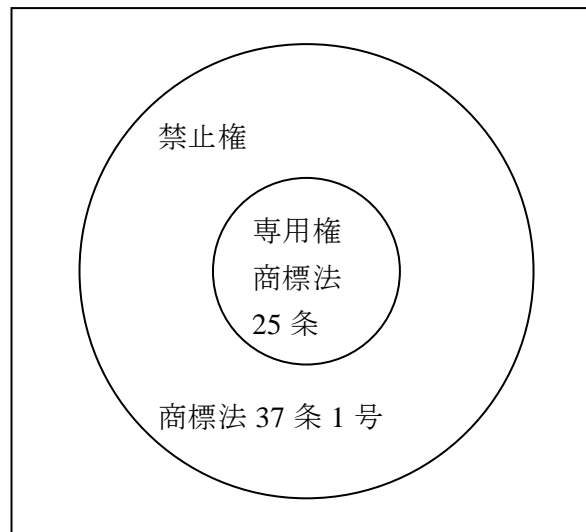 禁止権
専用権
商標法
25 条
商標法 37 条 1 号